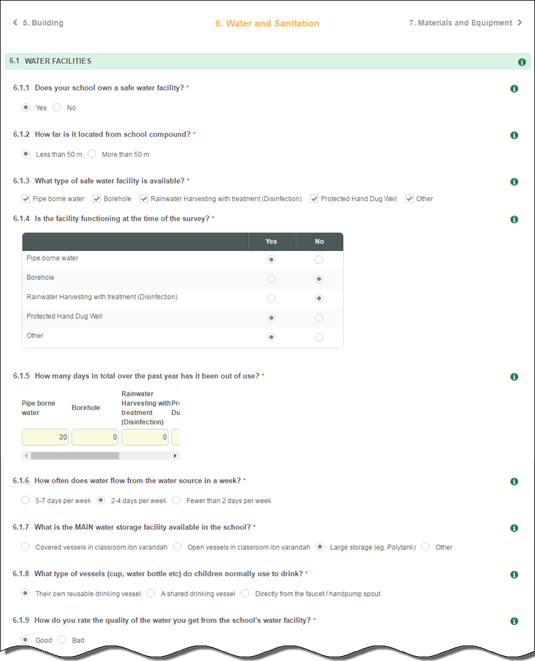 5. Building 6. Water and Sanitation 7. Materials and Equipment
6.1 WATER FACILITIES
6.1.1 Does your school own a safe water facility? *
Yes No
6.1.2 How far is it located from school compound? *
Less than 50 m More than 50 m
6.1.3 What type of safe water facility is available? *
Pipe borne water Borehole Rainwater Harvesting with treatment (Disinfection) Protected Hand Dug Well Other
6.1.4 Is the facility functioning at the time of the survey? *
Yes No
Pipe borne water
Borehole
Rainwater Harvesting with treatment (Disinfection)
Protected Hand Dug Well
Other
6.1.5 How many days in total over the past year has it been out of use? *
Pipe borne water Borehole Rainwater Harvesting with treatment (Disinfection) Pr Du
20 0 0
6.1.6 How often does water flow from the water source in a week? *
5-7 days per week 2-4 days per week Fewer than 2 days per week
6.1.7 What is the MAIN water storage facility available in the school? *
Covered vessels in classroom /on varandah Open vessels in classroom /on varandah Large storage (eg. Polytank) Other
6.1.8 What type of vessels (cup, water bottle etc) do children normally use to drink? *
Their own reusable drinking vessel A shared drinking vessel Directly from the faucet / handpump spout
6.1.9 How do you rate the quality of the water you get from the school's water facility? *
Good Bad